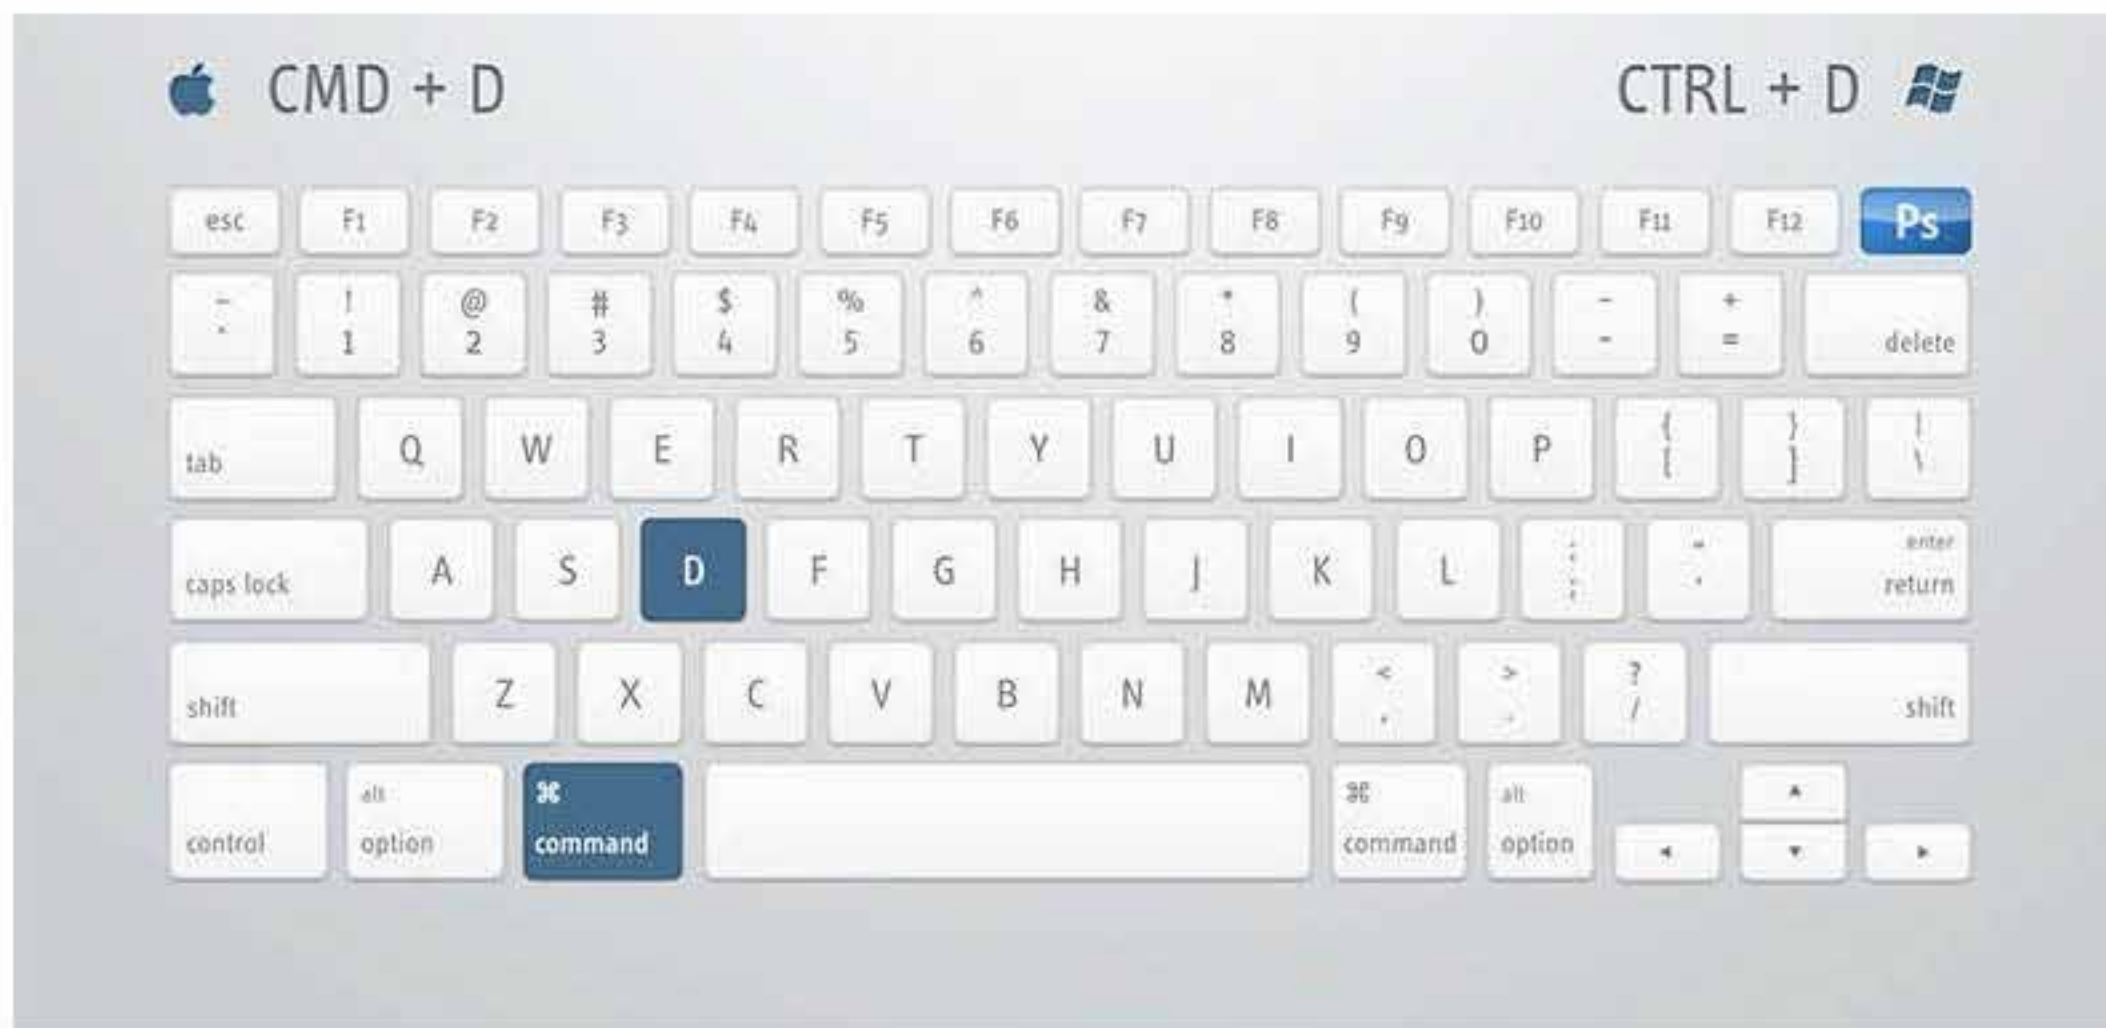 CMD + D CTRL + D
esc F1 F2 F3 F4 F5 F6 F7 F8 F9 F10 F11 F12 Ps
! @ # $ % ^ & * ( ) - +
1 2 3 4 5 6 7 8 9 0 - = delete
{ } |
tab Q W E R T Y U I O P [ ] \
enter
caps lock A S D F G H J K L : ; return
< > ?
shift Z X C V B N M , . / shift
alt ⌘ ⌘ alt ▲
control option command command option ◄ ▼ ►